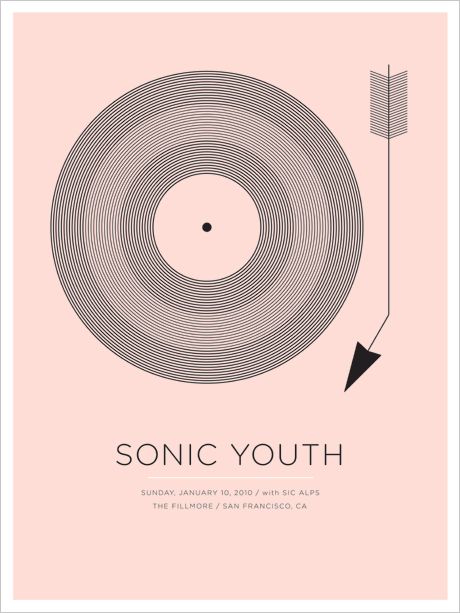 SONIC YOUTH
SUNDAY, JANUARY 10, 2010 / with SIC ALPS
THE FILLMORE / SAN FRANCISCO, CA